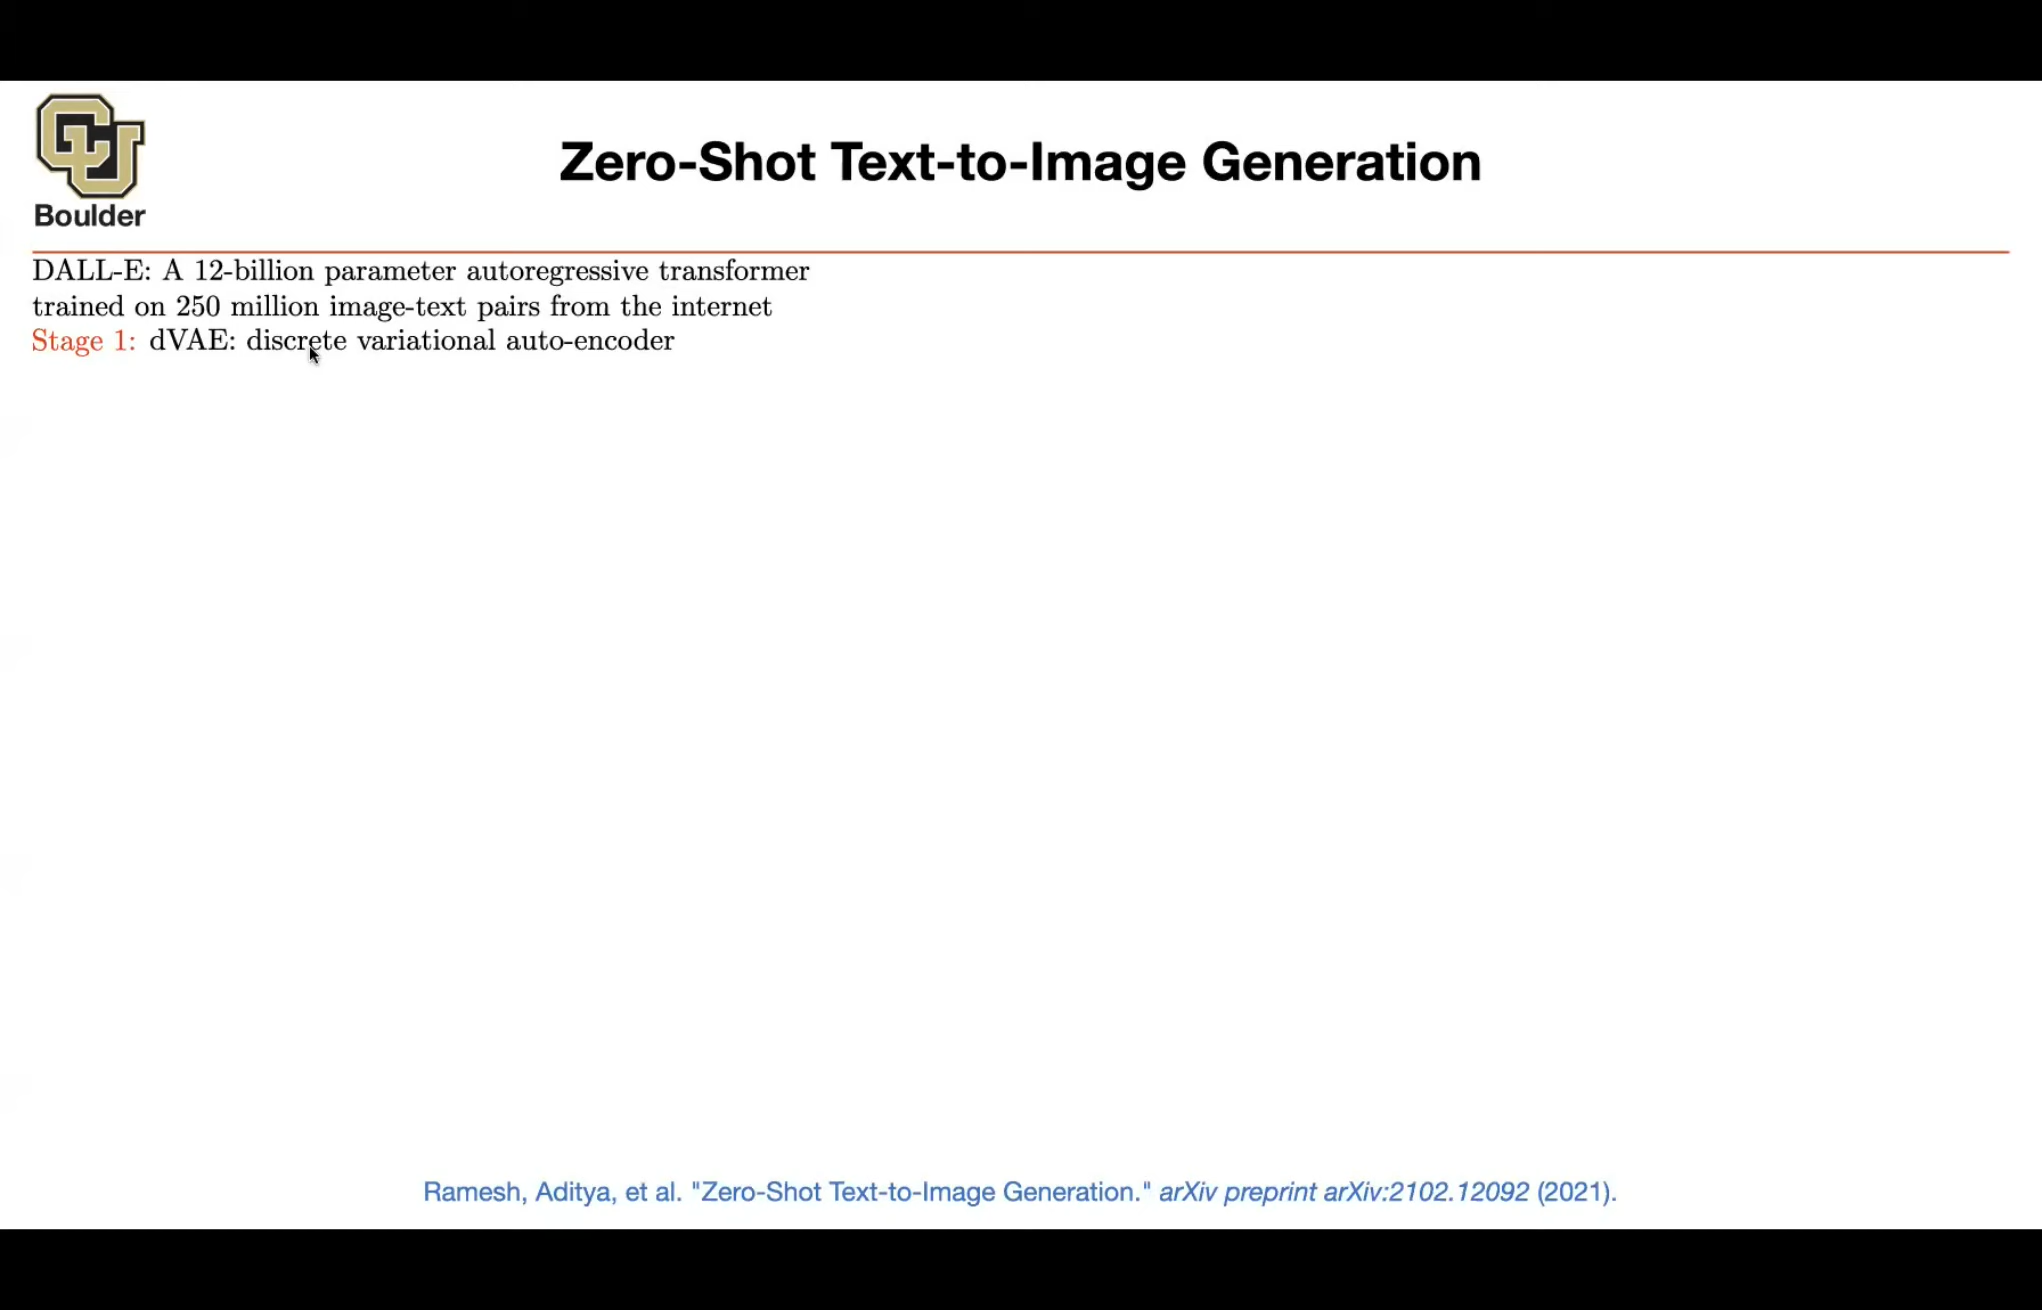 CU
Boulder
Zero-Shot Text-to-Image Generation
DALL-E: A 12-billion parameter autoregressive transformer
trained on 250 million image-text pairs from the internet
Stage 1: dVAE: discrete variational auto-encoder
Ramesh, Aditya, et al. "Zero-Shot Text-to-Image Generation." arXiv preprint arXiv:2102.12092 (2021).